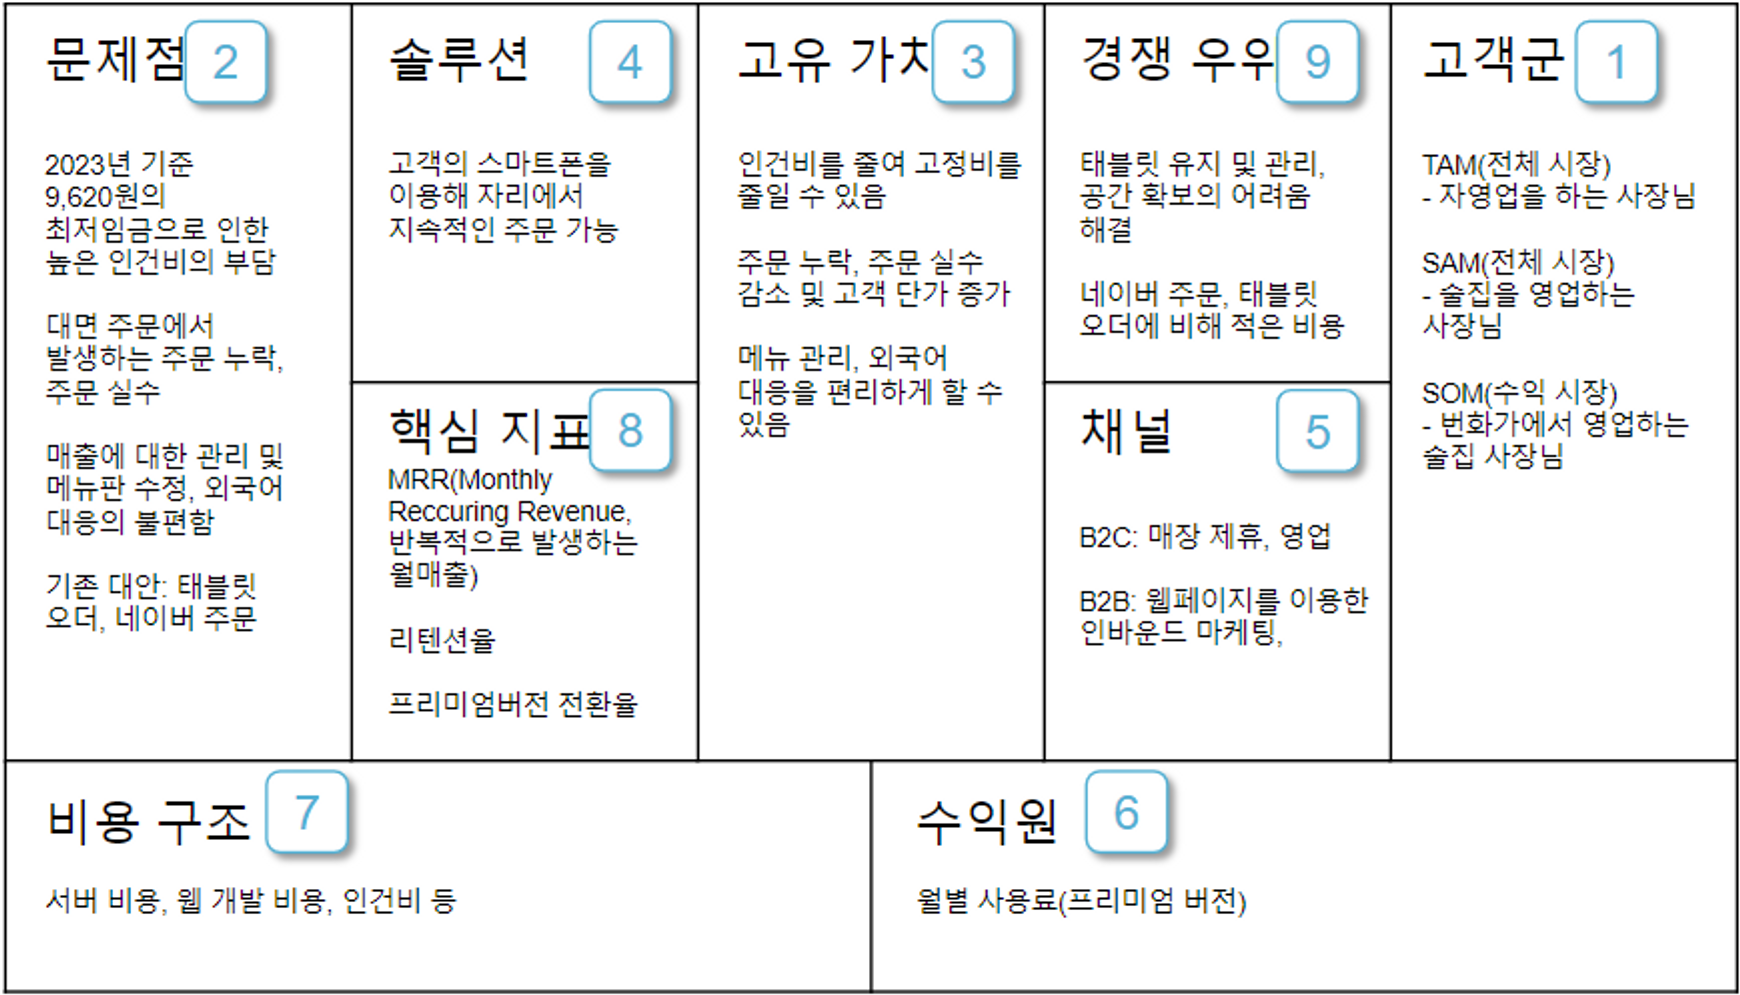 문제점
2
2023년 기준
9,620원의
최저임금으로 인한
높은 인건비의 부담
대면 주문에서
발생하는 주문 누락,
주문 실수
매출에 대한 관리 및
메뉴판 수정, 외국어
대응의 불편함
기존 대안: 태블릿
오더, 네이버 주문
솔루션
4
고객의 스마트폰을
이용해 자리에서
지속적인 주문 가능
핵심 지표
8
MRR(Monthly
Reccuring Revenue,
반복적으로 발생하는
월매출)
리텐션율
프리미엄버전 전환율
고유 가치
3
인건비를 줄여 고정비를
줄일 수 있음
주문 누락, 주문 실수
감소 및 고객 단가 증가
메뉴 관리, 외국어
대응을 편리하게 할 수
있음
경쟁 우위
9
태블릿 유지 및 관리,
공간 확보의 어려움
해결
네이버 주문, 태블릿
오더에 비해 적은 비용
채널
5
B2C: 매장 제휴, 영업
B2B: 웹페이지를 이용한
인바운드 마케팅,
고객군
1
TAM(전체 시장)
- 자영업을 하는 사장님
SAM(전체 시장)
- 술집을 영업하는
사장님
SOM(수익 시장)
- 번화가에서 영업하는
술집 사장님
비용 구조
7
서버 비용, 웹 개발 비용, 인건비 등
수익원
6
월별 사용료(프리미엄 버전)